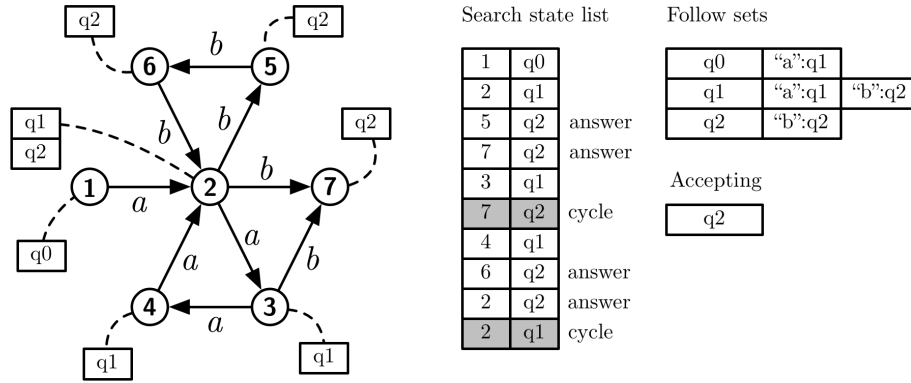 q2
q2
b
6
5
b
b
q1
q2
q2
b
1
2
7
a
a
b
q0
a
4
3
a
q1
q1
Search state list
1 q0
2 q1
5 q2 answer
7 q2 answer
3 q1
7 q2 cycle
4 q1
6 q2 answer
2 q2 answer
2 q1 cycle
Follow sets
q0 “a”:q1
q1 “a”:q1 “b”:q2
q2 “b”:q2
Accepting
q2